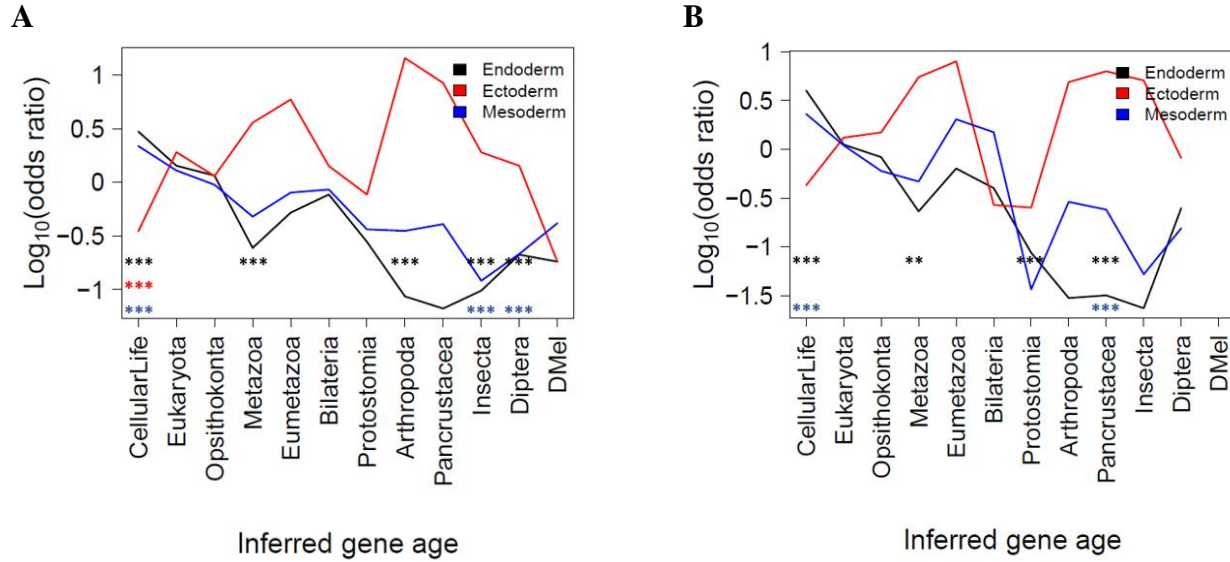 A
Log10(odds ratio)
1
0.5
0
−0.5
−1
Endoderm
Ectoderm
Mesoderm
*** *** *** *** ***
***
*** *** ***
CellularLife
Eukaryota
Opsithokonta
Metazoa
Eumetazoa
Bilateria
Protostomia
Arthropoda
Pancrustacea
Insecta
Diptera
DMel
Inferred gene age
B
Log10(odds ratio)
1
0.5
0
−0.5
−1
−1.5
Endoderm
Ectoderm
Mesoderm
*** ** *** ***
*** ***
CellularLife
Eukaryota
Opsithokonta
Metazoa
Eumetazoa
Bilateria
Protostomia
Arthropoda
Pancrustacea
Insecta
Diptera
DMel
Inferred gene age